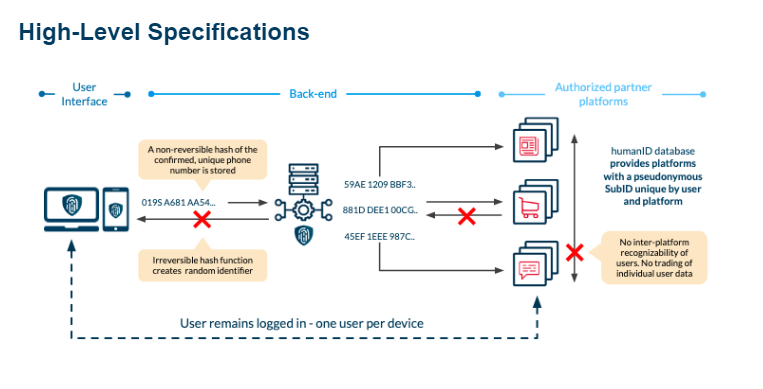 High-Level Specifications
User
Interface
Back-end
Authorized partner
platforms
A non-reversible hash of the
confirmed, unique phone
number is stored
019S A681 AA54...
Irreversible hash function
creates random identifier
59AE 1209 BBF3..
881D DEE1 00CG..
45EF 1EEE 987C..
humanID database
provides platforms
with a pseudonymous
SubID unique by user
and platform
No inter-platform
recognizability of
users. No trading of
individual user data
User remains logged in - one user per device